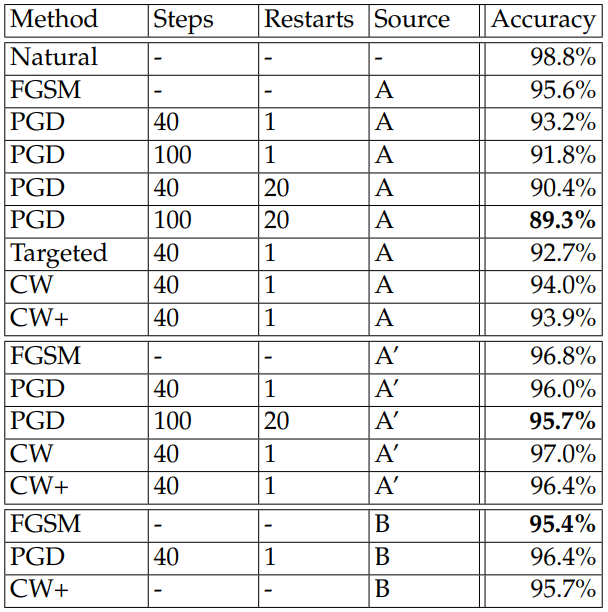 Method Steps Restarts Source Accuracy
Natural - - - 98.8%
FGSM - - A 95.6%
PGD 40 1 A 93.2%
PGD 100 1 A 91.8%
PGD 40 20 A 90.4%
PGD 100 20 A 89.3%
Targeted 40 1 A 92.7%
CW 40 1 A 94.0%
CW+ 40 1 A 93.9%
FGSM - - A’ 96.8%
PGD 40 1 A’ 96.0%
PGD 100 20 A’ 95.7%
CW 40 1 A’ 97.0%
CW+ 40 1 A’ 96.4%
FGSM - - B 95.4%
PGD 40 1 B 96.4%
CW+ - - B 95.7%